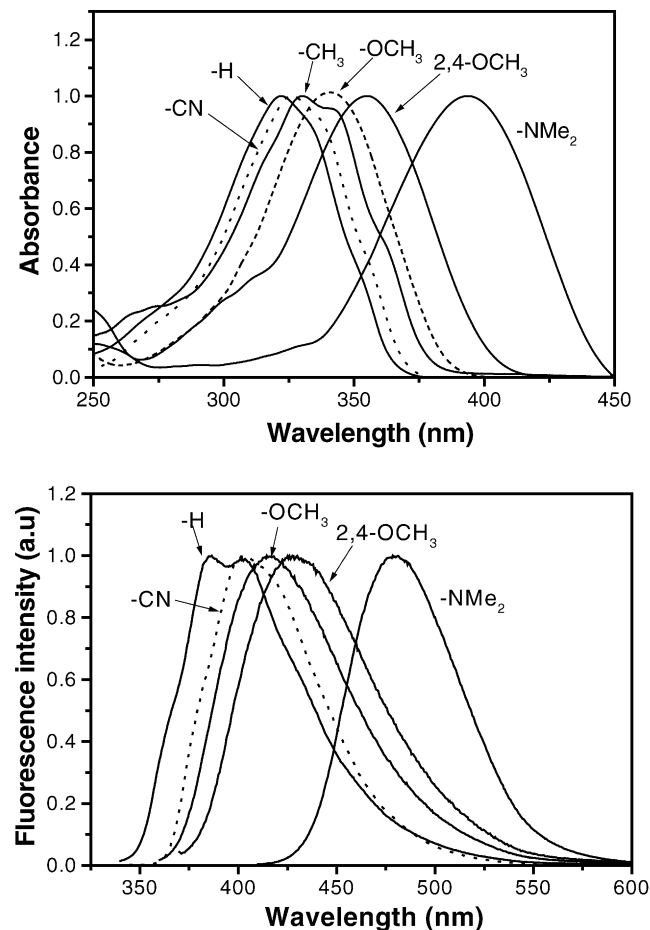 -H
-CH₃
-OCH₃
2,4-OCH₃
-CN
-NMe₂
1.2
1.0
0.8
0.6
0.4
0.2
0.0
Absorbance
250 300 350 400 450
Wavelength (nm)
1.2
1.0
0.8
0.6
0.4
0.2
0.0
Fluorescence intensity (a.u)
-H
-OCH₃
2,4-OCH₃
-CN
-NMe₂
350 400 450 500 550 600
Wavelength (nm)